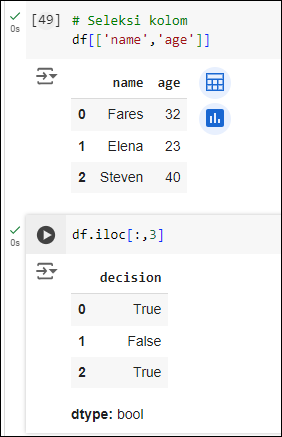 [49] # Seleksi kolom
0s df[['name','age']]
name age
0 Fares 32
1 Elena 23
2 Steven 40
0s df.iloc[:,3]
decision
0 True
1 False
2 True
dtype: bool